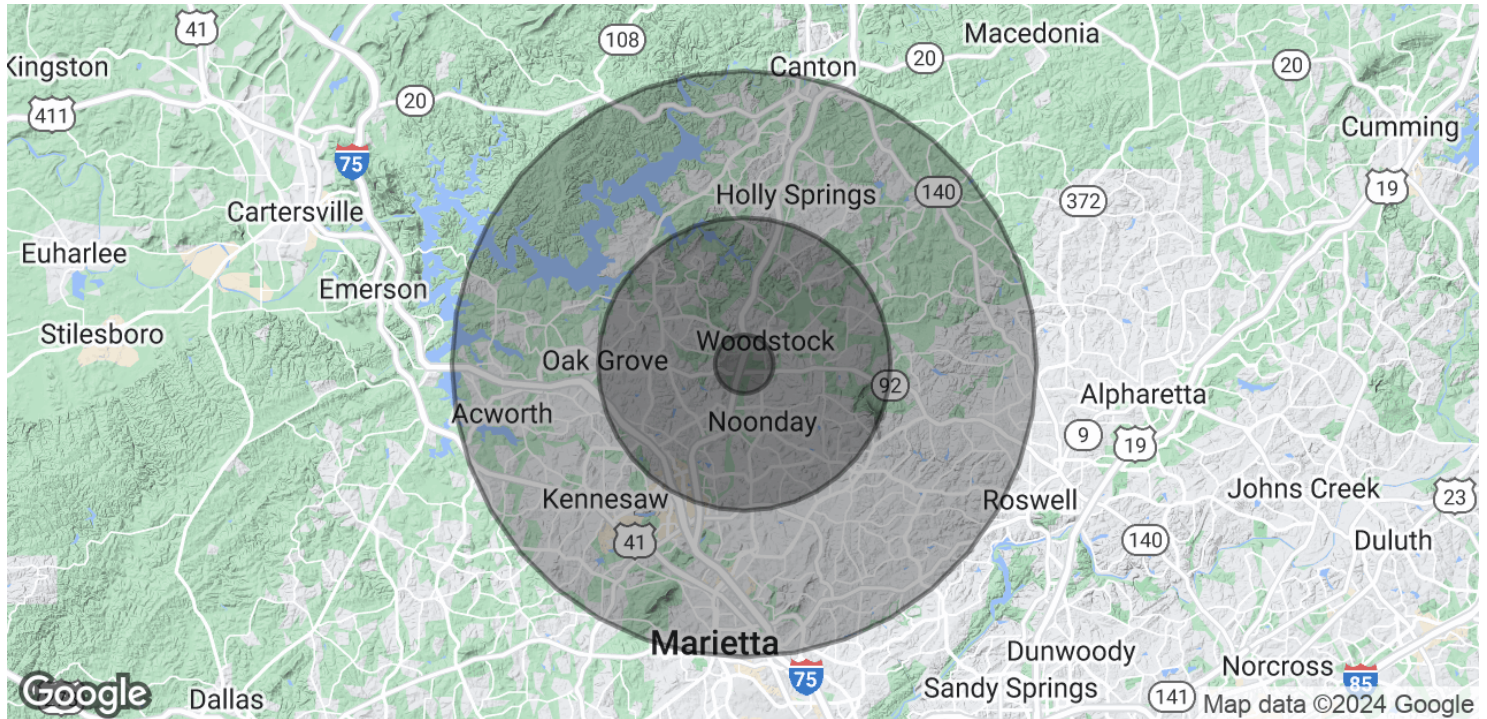 41
108
Macedonia
Kingston
Canton
20
20
411
20
Cumming
75
Holly Springs
140
19
372
Cartersville
Euharlee
Emerson
Stilesboro
Woodstock
Oak Grove
92
Alpharetta
Acworth
Noonday
9
19
Kennesaw
Roswell
Johns Creek
23
41
140
Duluth
Marietta
Dunwoody
Norcross
75
85
Sandy Springs
141
Dallas
Google
Map data ©2024 Google